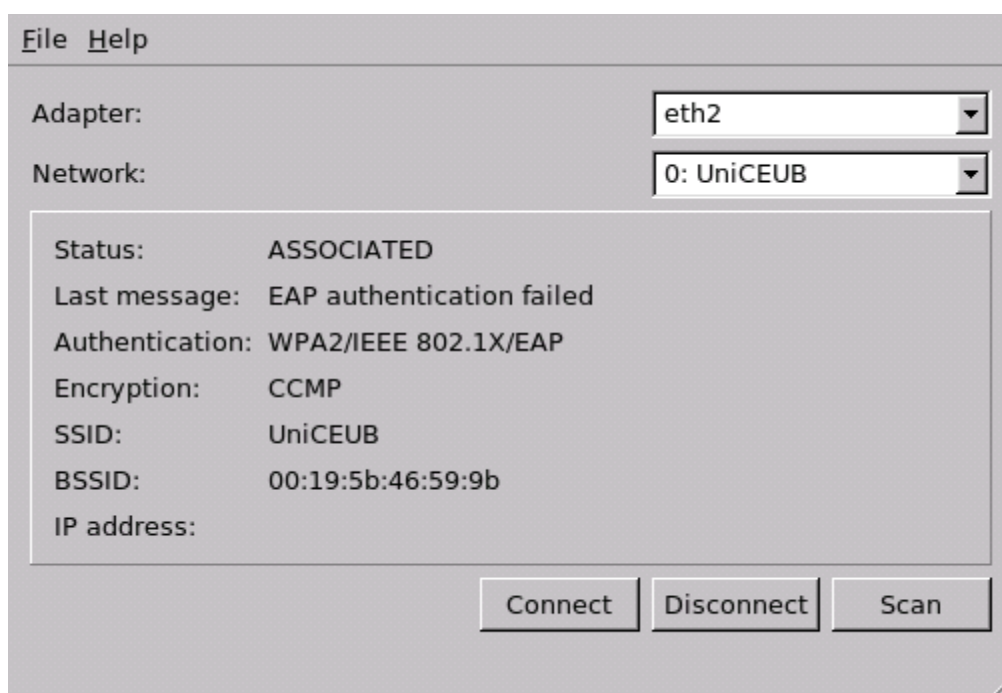 File Help
Adapter: eth2
Network: 0: UniCEUB
Status: ASSOCIATED
Last message: EAP authentication failed
Authentication: WPA2/IEEE 802.1X/EAP
Encryption: CCMP
SSID: UniCEUB
BSSID: 00:19:5b:46:59:9b
IP address:
Connect Disconnect Scan